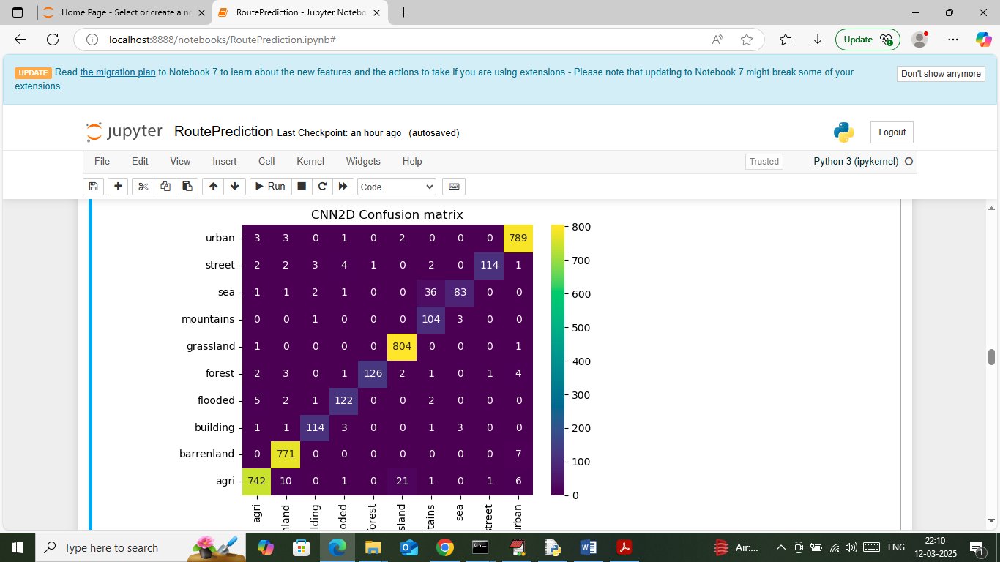 Home Page - Select or create a no
RoutePrediction - Jupyter Notebo
localhost:8888/notebooks/RoutePrediction.ipynb#
Update
UPDATE Read the migration plan to Notebook 7 to learn about the new features and the actions to take if you are using extensions - Please note that updating to Notebook 7 might break some of your
extensions.
Don't show anymore
jupyter RoutePrediction Last Checkpoint: an hour ago (autosaved)
Logout
File Edit View Insert Cell Kernel Widgets Help
Trusted
Python 3 (ipykernel)
Run
Code
CNN2D Confusion matrix
urban 3 3 0 1 0 2 0 0 0 789
street 2 2 3 4 1 0 2 0 114 1
sea 1 1 2 1 0 0 36 83 0 0
mountains 0 0 1 0 0 0 104 3 0 0
grassland 1 0 0 0 0 804 0 0 0 1
forest 2 3 0 1 126 2 1 0 1 4
flooded 5 2 1 122 0 0 2 0 0 0
building 1 1 114 3 0 0 1 3 0 0
barrenland 0 771 0 0 0 0 0 0 0 7
agri 742 10 0 1 0 21 1 0 1 6
800
700
600
500
400
300
200
100
0
agri
nland
lding
oded
orest
sland
tains
sea
treet
urban
Type here to search
Air:...
ENG
22:10
12-03-2025
1